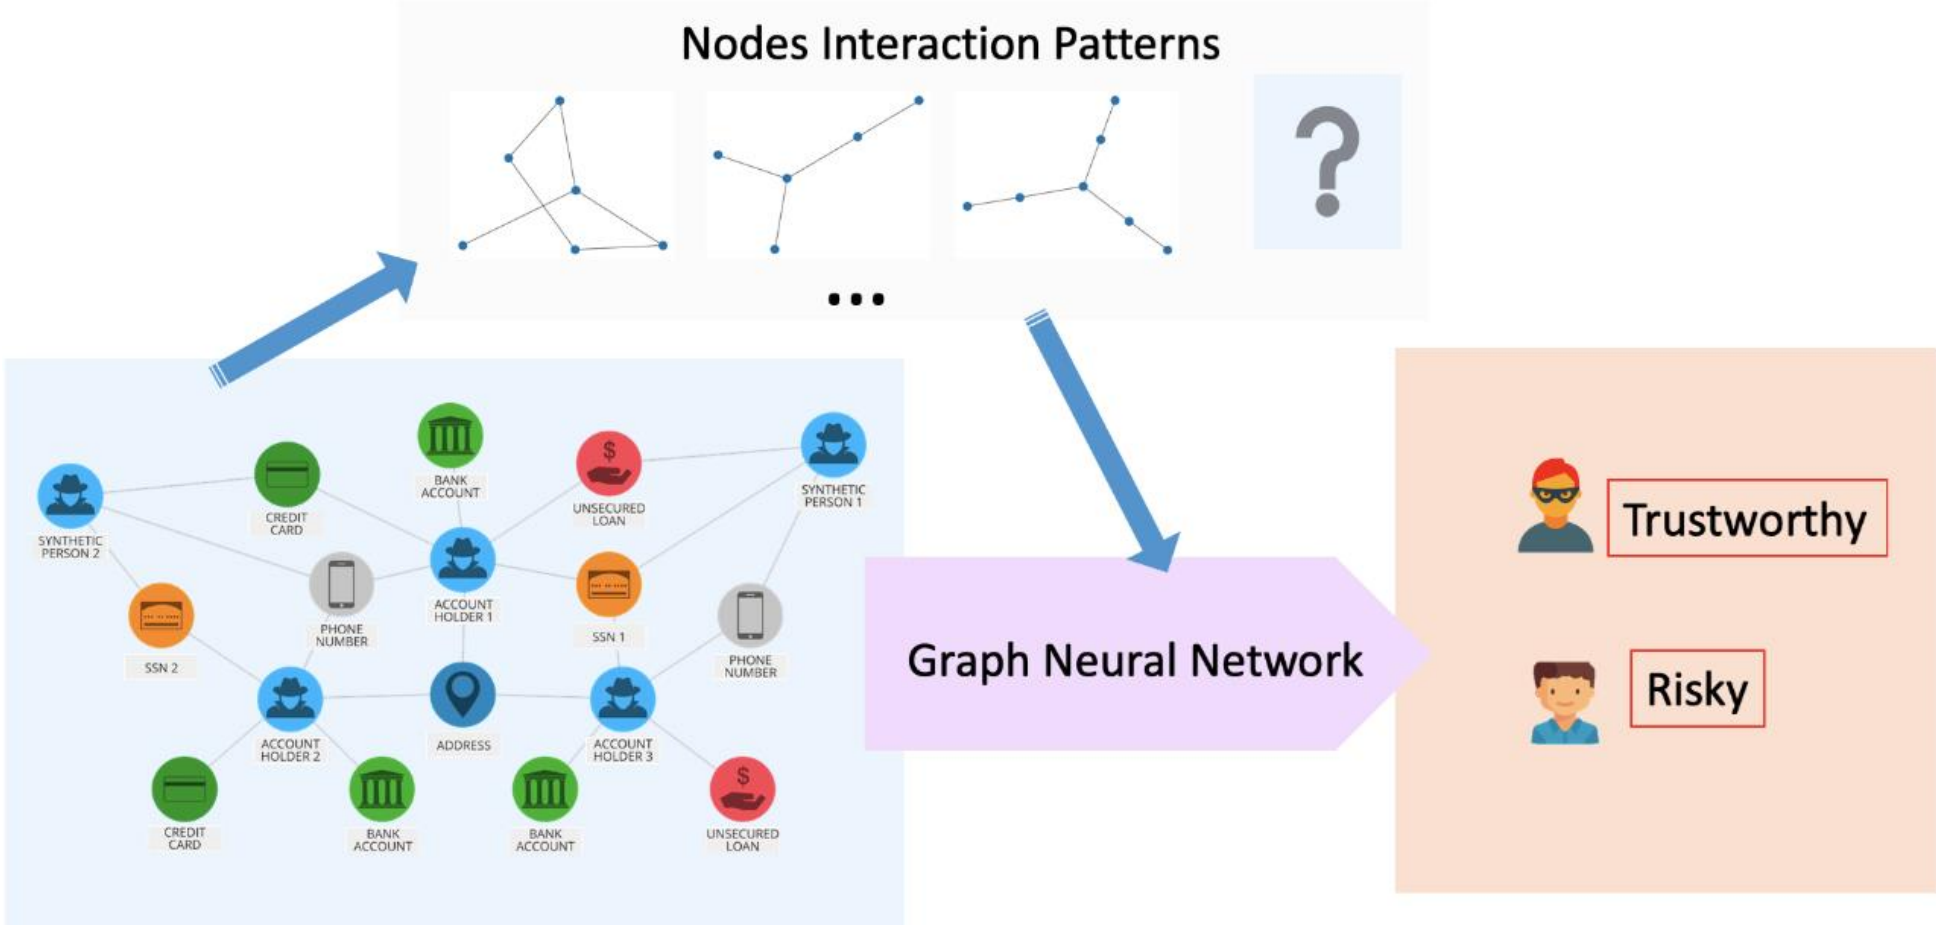 Nodes Interaction Patterns
?
...
BANK
ACCOUNT
CREDIT
CARD
UNSECURED
LOAN
SYNTHETIC
PERSON 1
SYNTHETIC
PERSON 2
$
ACCOUNT
HOLDER 1
PHONE
NUMBER
SSN 1
PHONE
NUMBER
SSN 2
ACCOUNT
HOLDER 2
ADDRESS
ACCOUNT
HOLDER 3
$
CREDIT
CARD
BANK
ACCOUNT
BANK
ACCOUNT
UNSECURED
LOAN
Graph Neural Network
Trustworthy
Risky